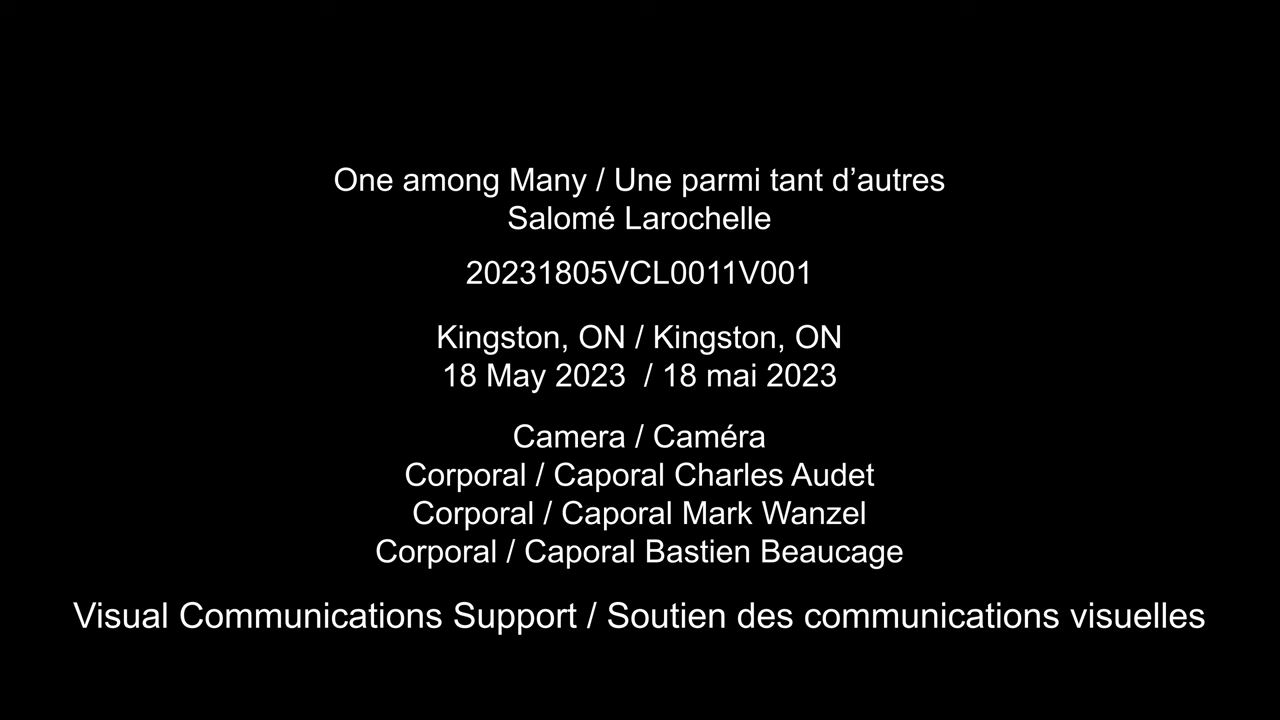 One among Many / Une parmi tant d’autres
Salomé Larochelle
20231805VCL0011V001
Kingston, ON / Kingston, ON
18 May 2023  / 18 mai 2023
Camera / Caméra
Corporal / Caporal Charles Audet
Corporal / Caporal Mark Wanzel
Corporal / Caporal Bastien Beaucage
Visual Communications Support / Soutien des communications visuelles